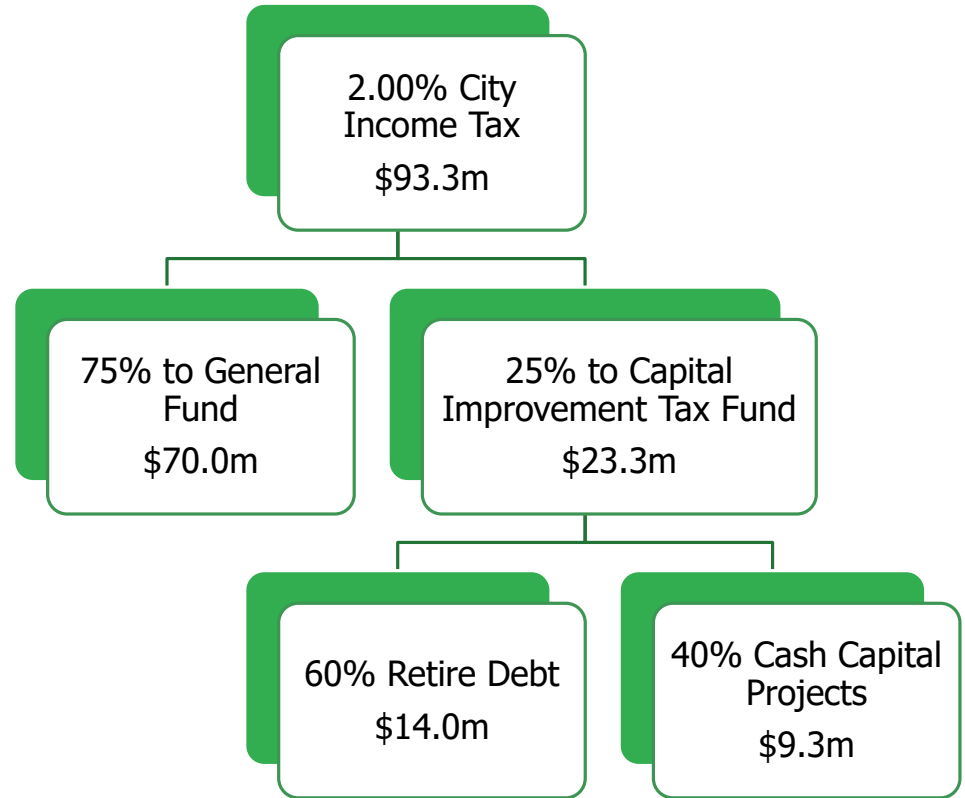 2.00% City
Income Tax
$93.3m
75% to General
Fund
$70.0m
25% to Capital
Improvement Tax Fund
$23.3m
60% Retire Debt
$14.0m
40% Cash Capital
Projects
$9.3m